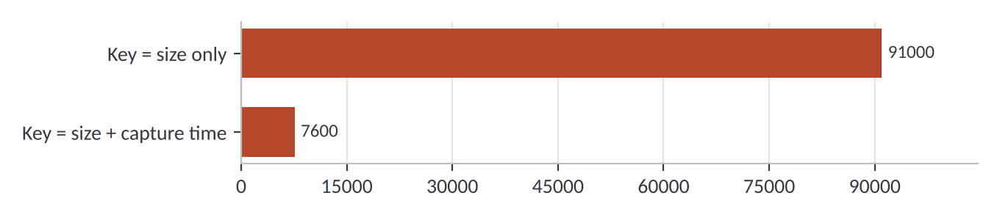 Key = size only
91000
Key = size + capture time
7600
0 15000 30000 45000 60000 75000 90000